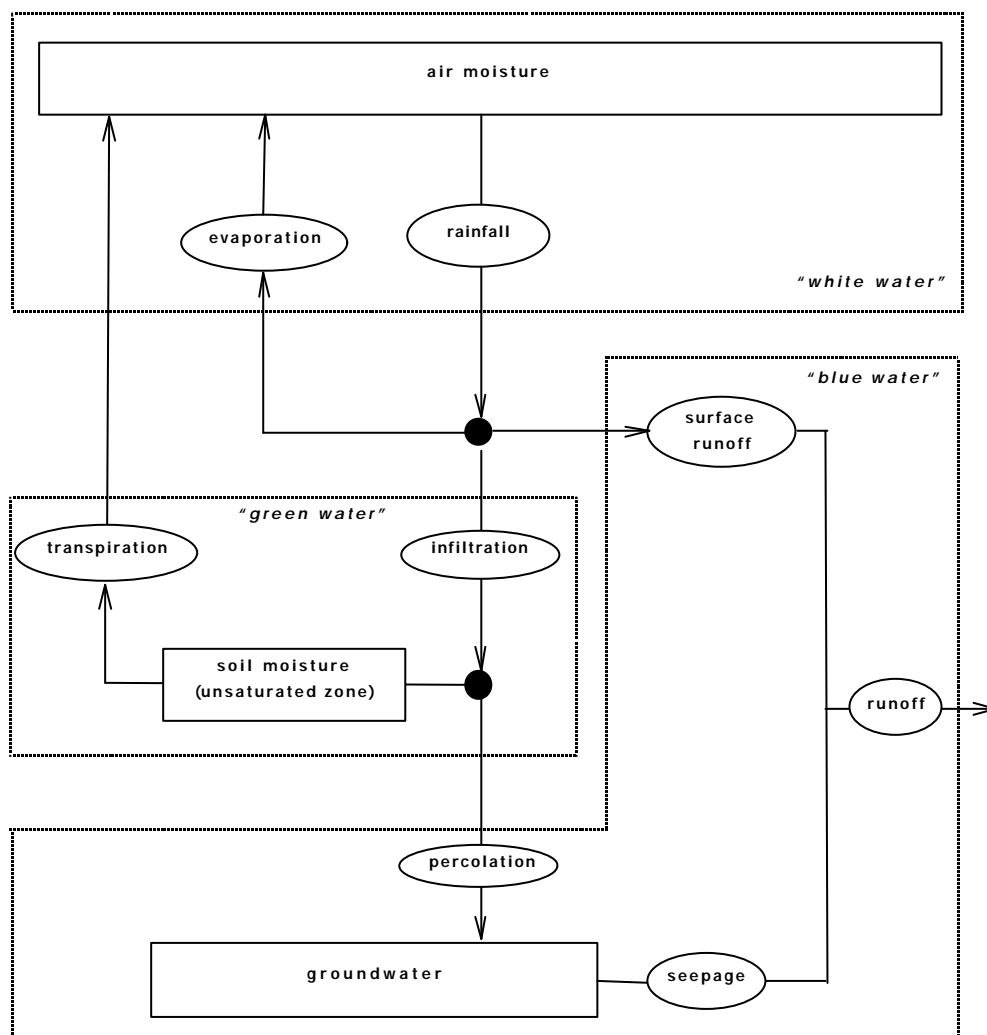 air moisture
evaporation
rainfall
“white water”
“blue water”
surface
runoff
“green water”
transpiration
infiltration
soil moisture
(unsaturated zone)
runoff
percolation
groundwater
seepage